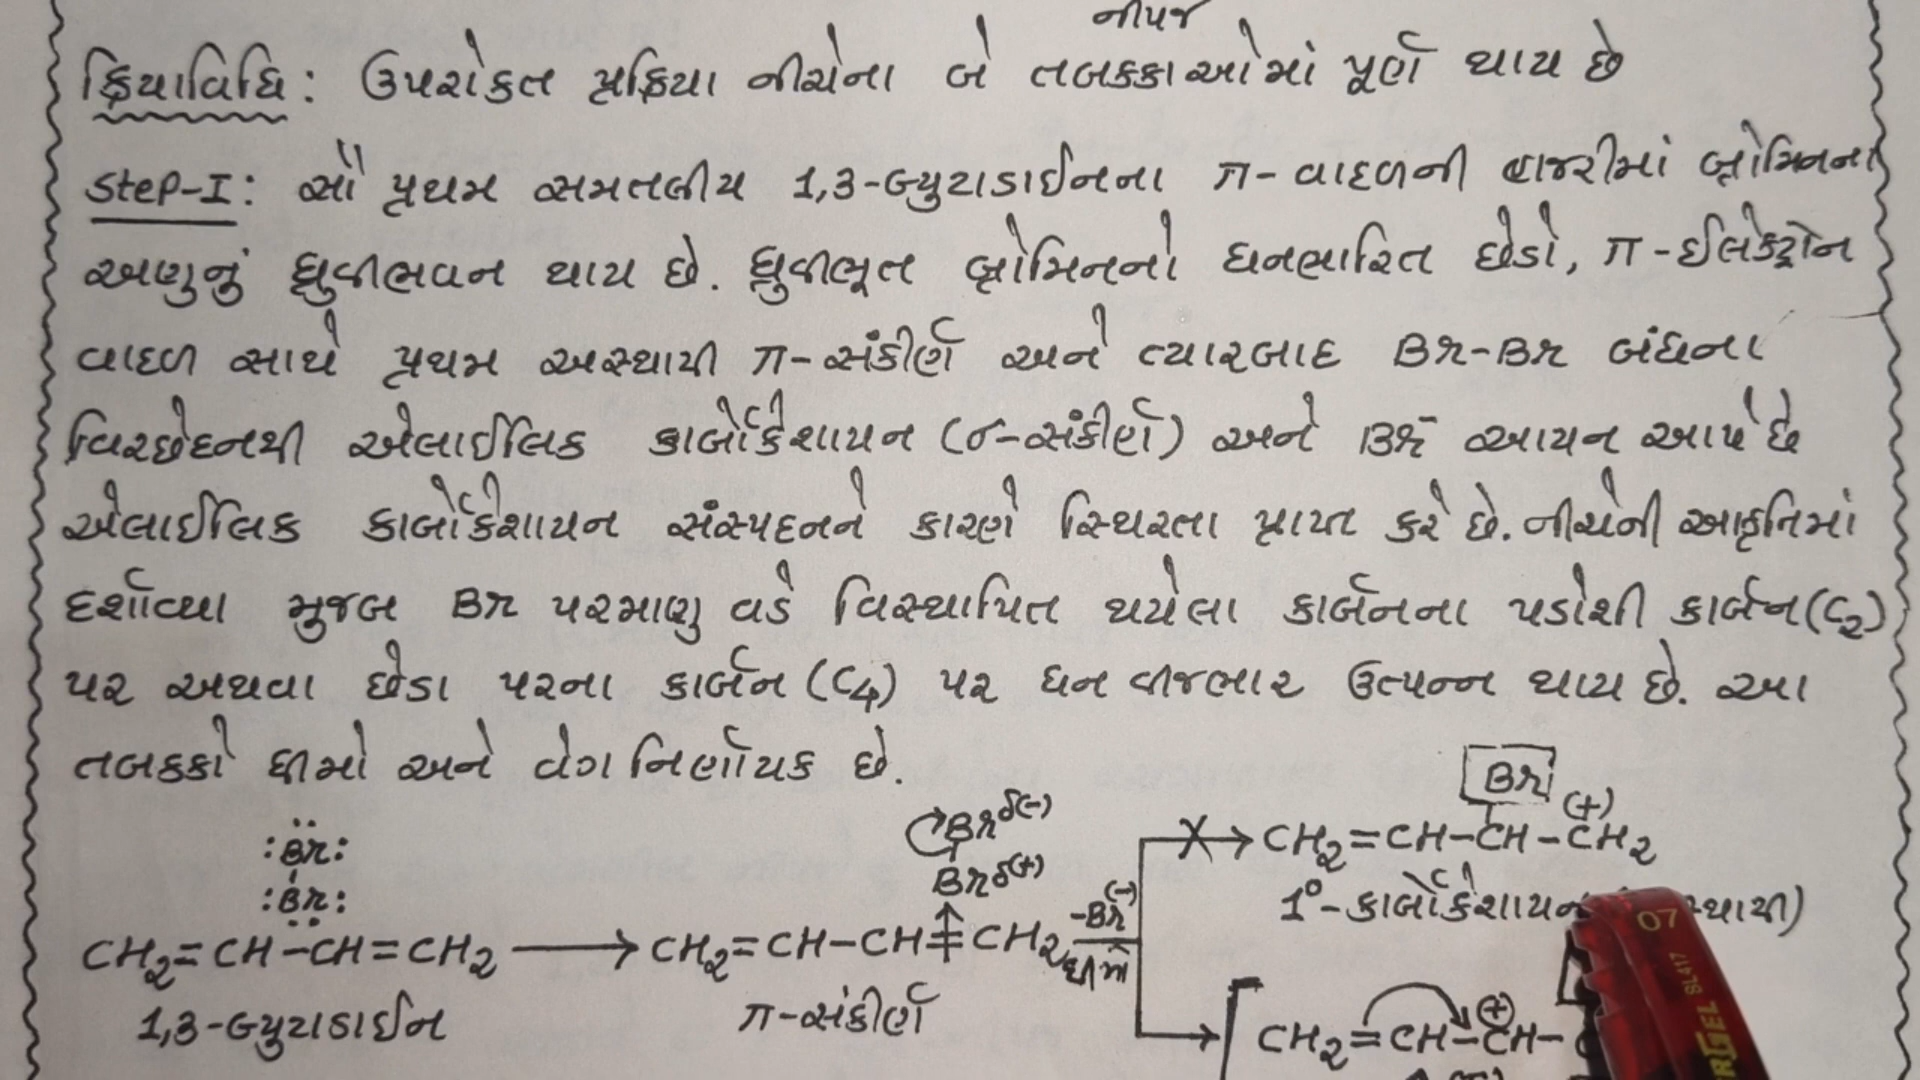 નીપજ
ક્રિયાવિધિ: ઉપરોક્ત પ્રક્રિયા નીચેના બે તબક્કાઓમાં પૂર્ણ થાય છે
Step-I: સૌ પ્રથમ સમતલીય 1,3-બ્યુટાડાઈનના π-વાદળની હાજરીમાં બ્રોમિનના
અણુનું ધ્રુવીભવન થાય છે. ધ્રુવીભૂત બ્રોમિનનો ધનભારિત છેડો, π-ઈલેક્ટ્રોન
વાદળ સાથે પ્રથમ અસ્થાયી π-સંકીર્ણ અને ત્યારબાદ Br-Br બંધના
વિચ્છેદનથી એલાઈલિક કાર્બોકેશાયન (σ-સંકીર્ણ) અને Br⁻ આયન આપે છે
એલાઈલિક કાર્બોકેશાયન સંસ્પંદનને કારણે સ્થિરતા પ્રાપ્ત કરે છે. નીચેની આકૃતિમાં
દર્શાવ્યા મુજબ Br પરમાણુ વડે વિસ્થાપિત થયેલા કાર્બનના પડોશી કાર્બન (C₂)
પર અથવા છેડા પરના કાર્બન (C₄) પર ધન વીજભાર ઉત્પન્ન થાય છે. આ
તબક્કો ધીમો અને વેગ નિર્ણાયક છે.
Br
:Br: Br δ(-) CH₂=CH-CH-CH₂ (+)
:Br: Br δ(+) -Br(-) 1°-કાર્બોકેશાયન
CH₂=CH-CH=CH₂ → CH₂=CH-CH=CH₂ ધીમો
1,3-બ્યુટાડાઈન π-સંકીર્ણ [CH₂=CH-CH-
07
SL417